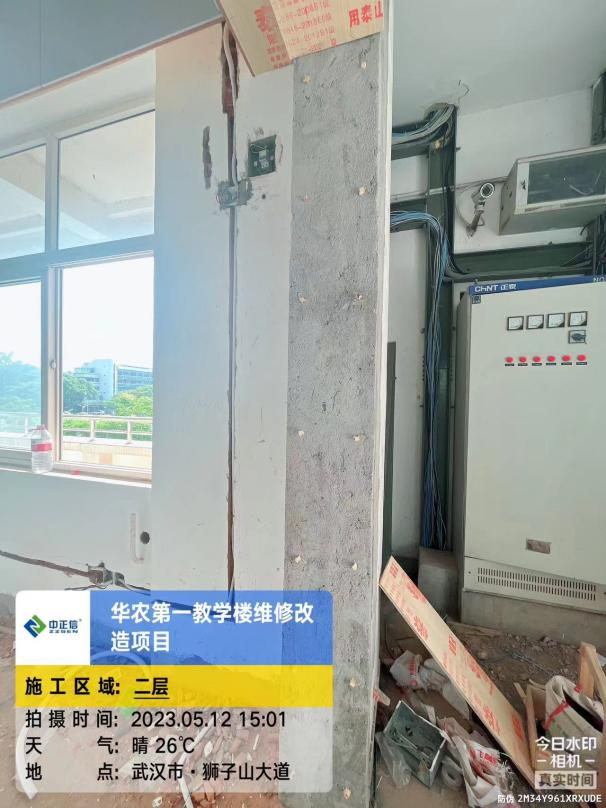 泰
用泰山
CHNT 正泰
NO
中正信
ZZSEN
华农第一教学楼维修改
造项目
施工区域: 二层
拍摄时间: 2023.05.12 15:01
天气: 晴 26℃
地点: 武汉市·狮子山大道
今日水印
相机
真实时间
防伪 2M34Y961XRXUDE